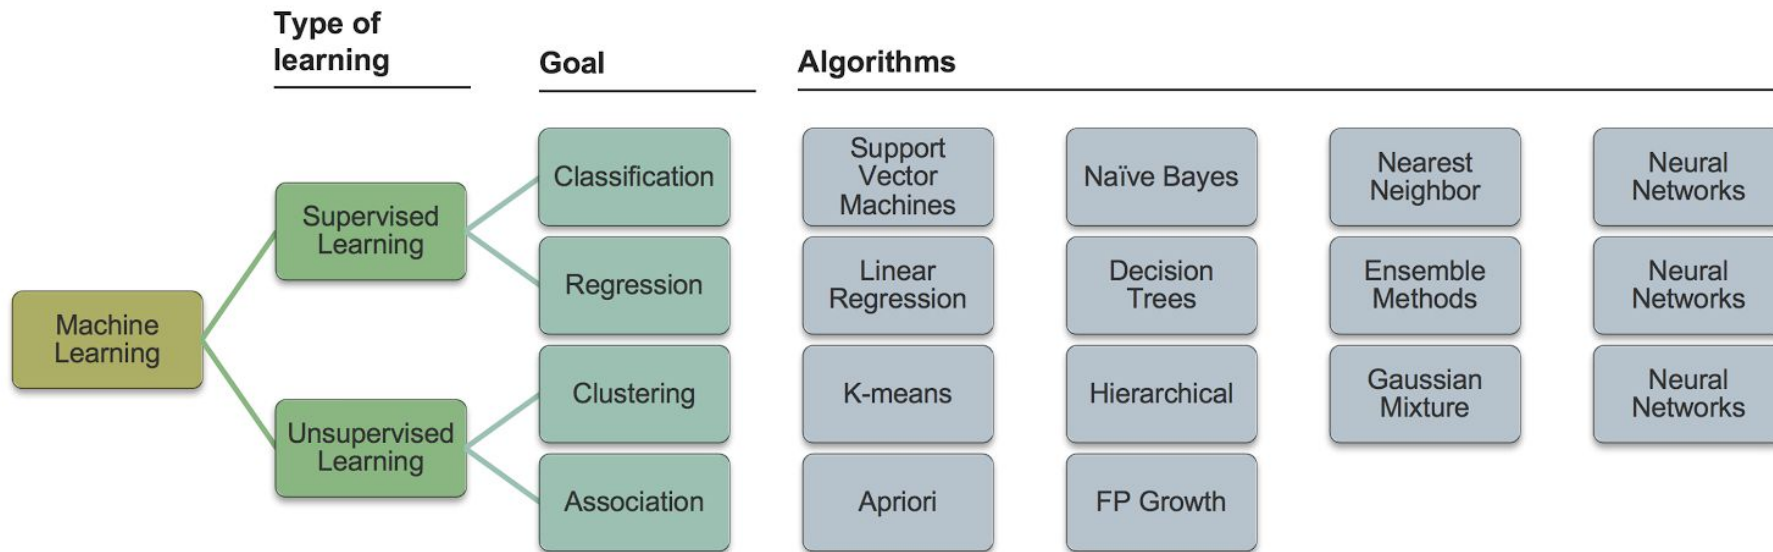 Type of
learning
Goal
Algorithms
Classification
Support
Vector
Machines
Naïve Bayes
Nearest
Neighbor
Neural
Networks
Supervised
Learning
Regression
Linear
Regression
Decision
Trees
Ensemble
Methods
Neural
Networks
Machine
Learning
Clustering
K-means
Hierarchical
Gaussian
Mixture
Neural
Networks
Unsupervised
Learning
Association
Apriori
FP Growth